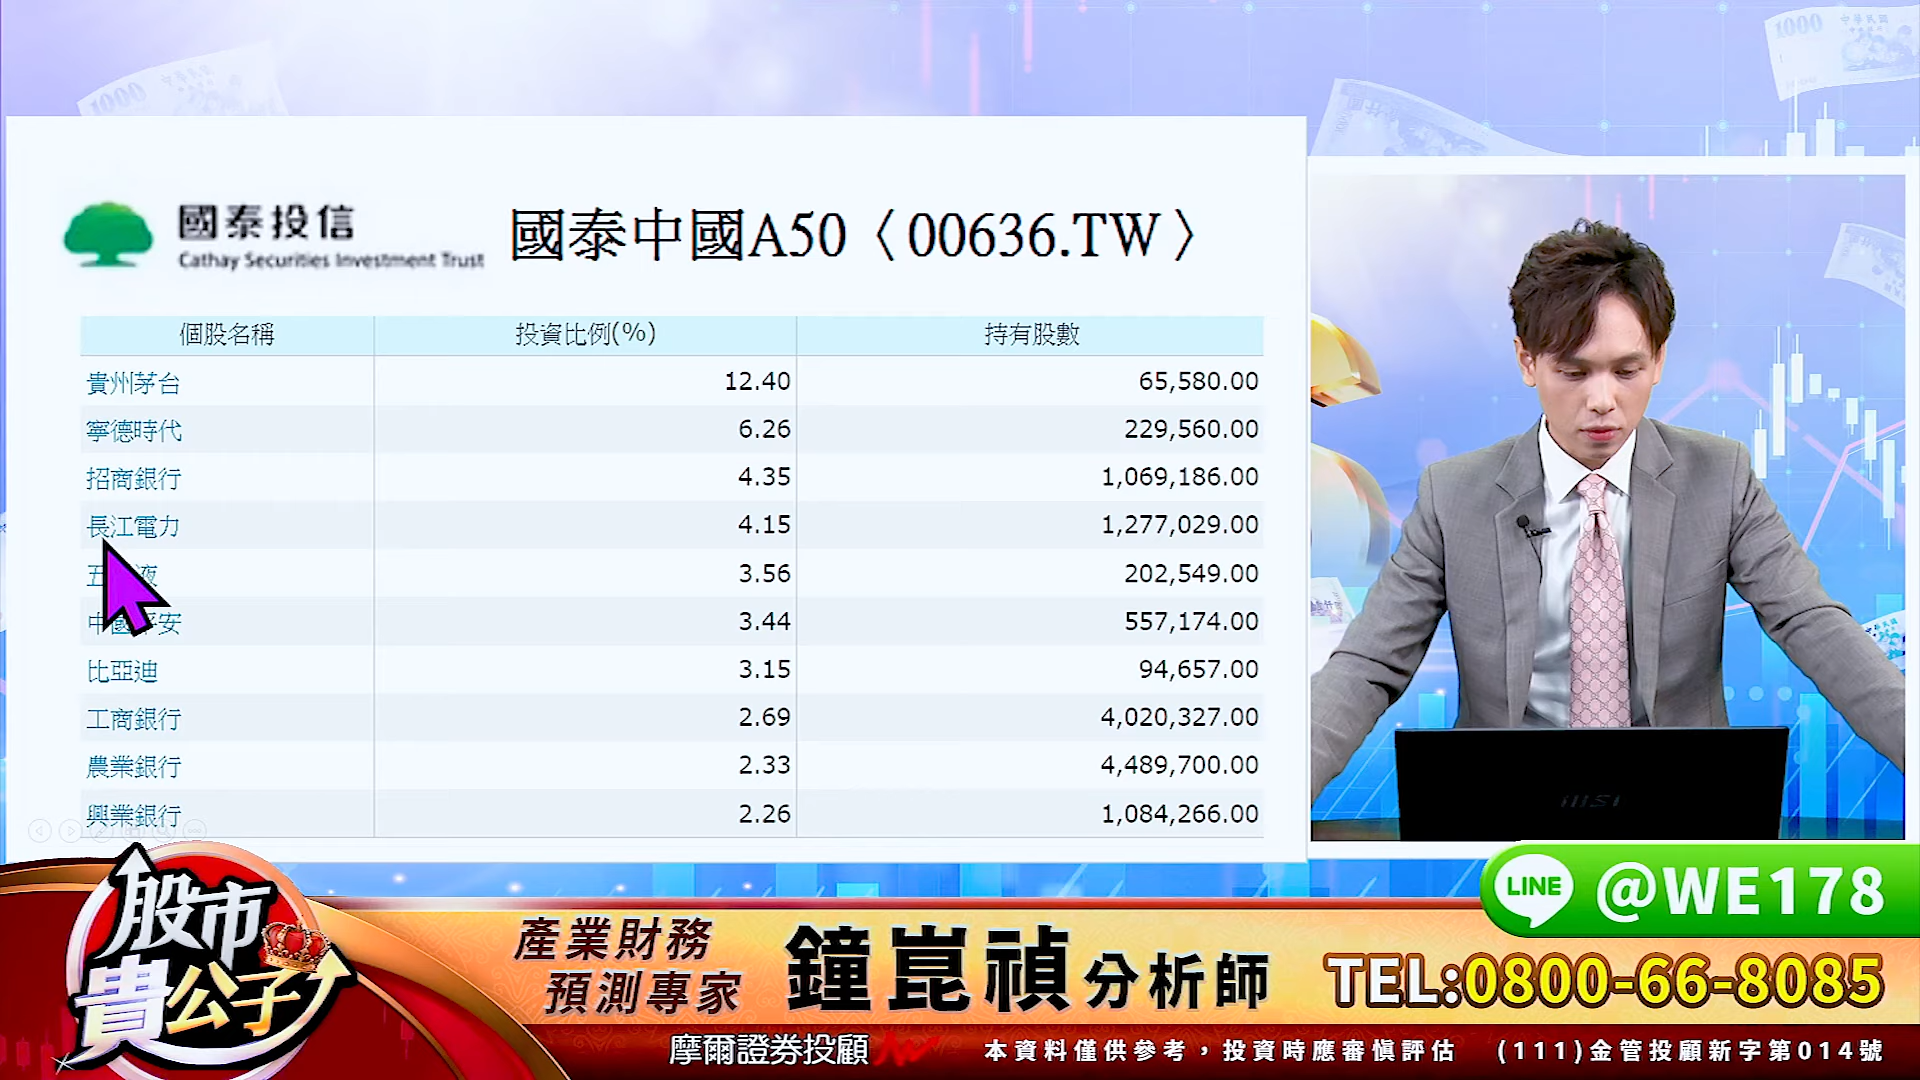 國泰投信
Cathay Securities Investment Trust
國泰中國A50〈00636.TW〉
個股名稱 投資比例(%) 持有股數
貴州茅台 12.40 65,580.00
寧德時代 6.26 229,560.00
招商銀行 4.35 1,069,186.00
長江電力 4.15 1,277,029.00
五 液 3.56 202,549.00
中國平安 3.44 557,174.00
比亞迪 3.15 94,657.00
工商銀行 2.69 4,020,327.00
農業銀行 2.33 4,489,700.00
興業銀行 2.26 1,084,266.00
1000
1000
msi
LINE @WE178
股市
貴公子
產業財務
預測專家
鐘崑禎分析師
TEL:0800-66-8085
摩爾證券投顧
本資料僅供參考，投資時應審慎評估 (111)金管投顧新字第014號